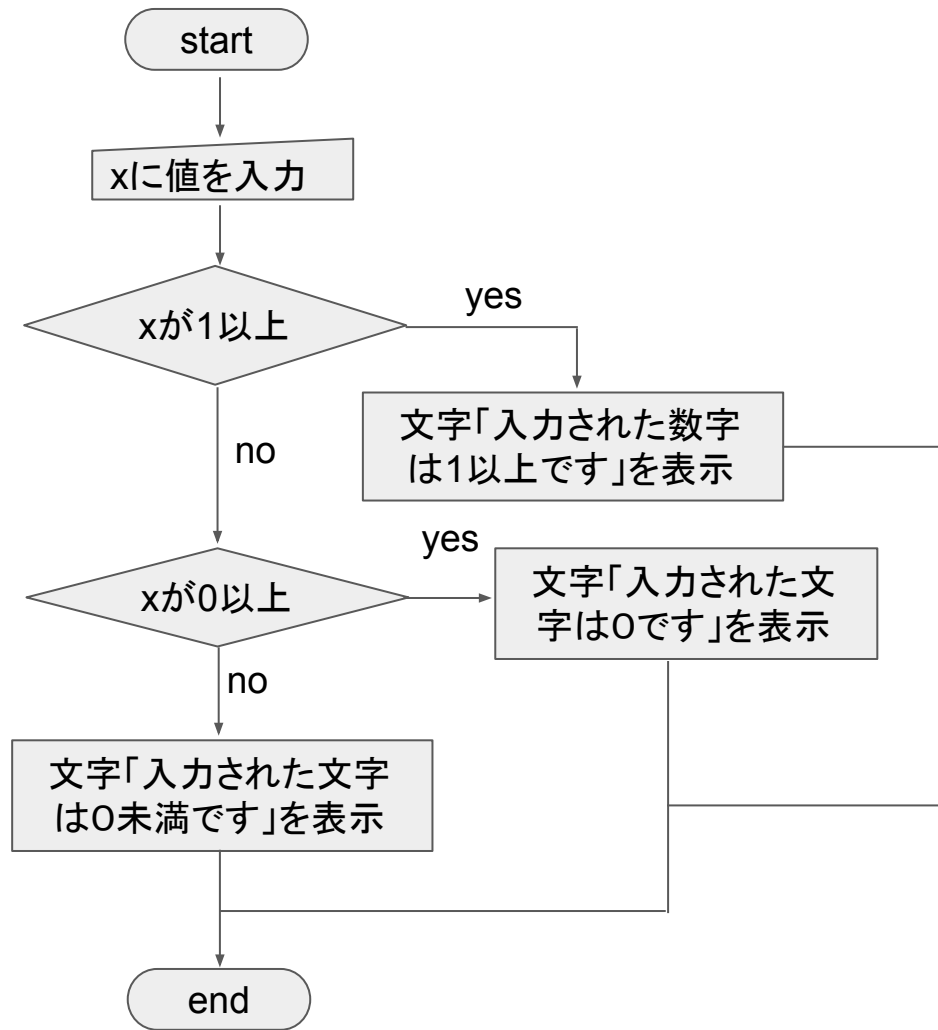 start
xに値を入力
xが1以上
yes
文字「入力された数字
は1以上です」を表示
no
xが0以上
yes
文字「入力された文
字は0です」を表示
no
文字「入力された文字
は0未満です」を表示
end